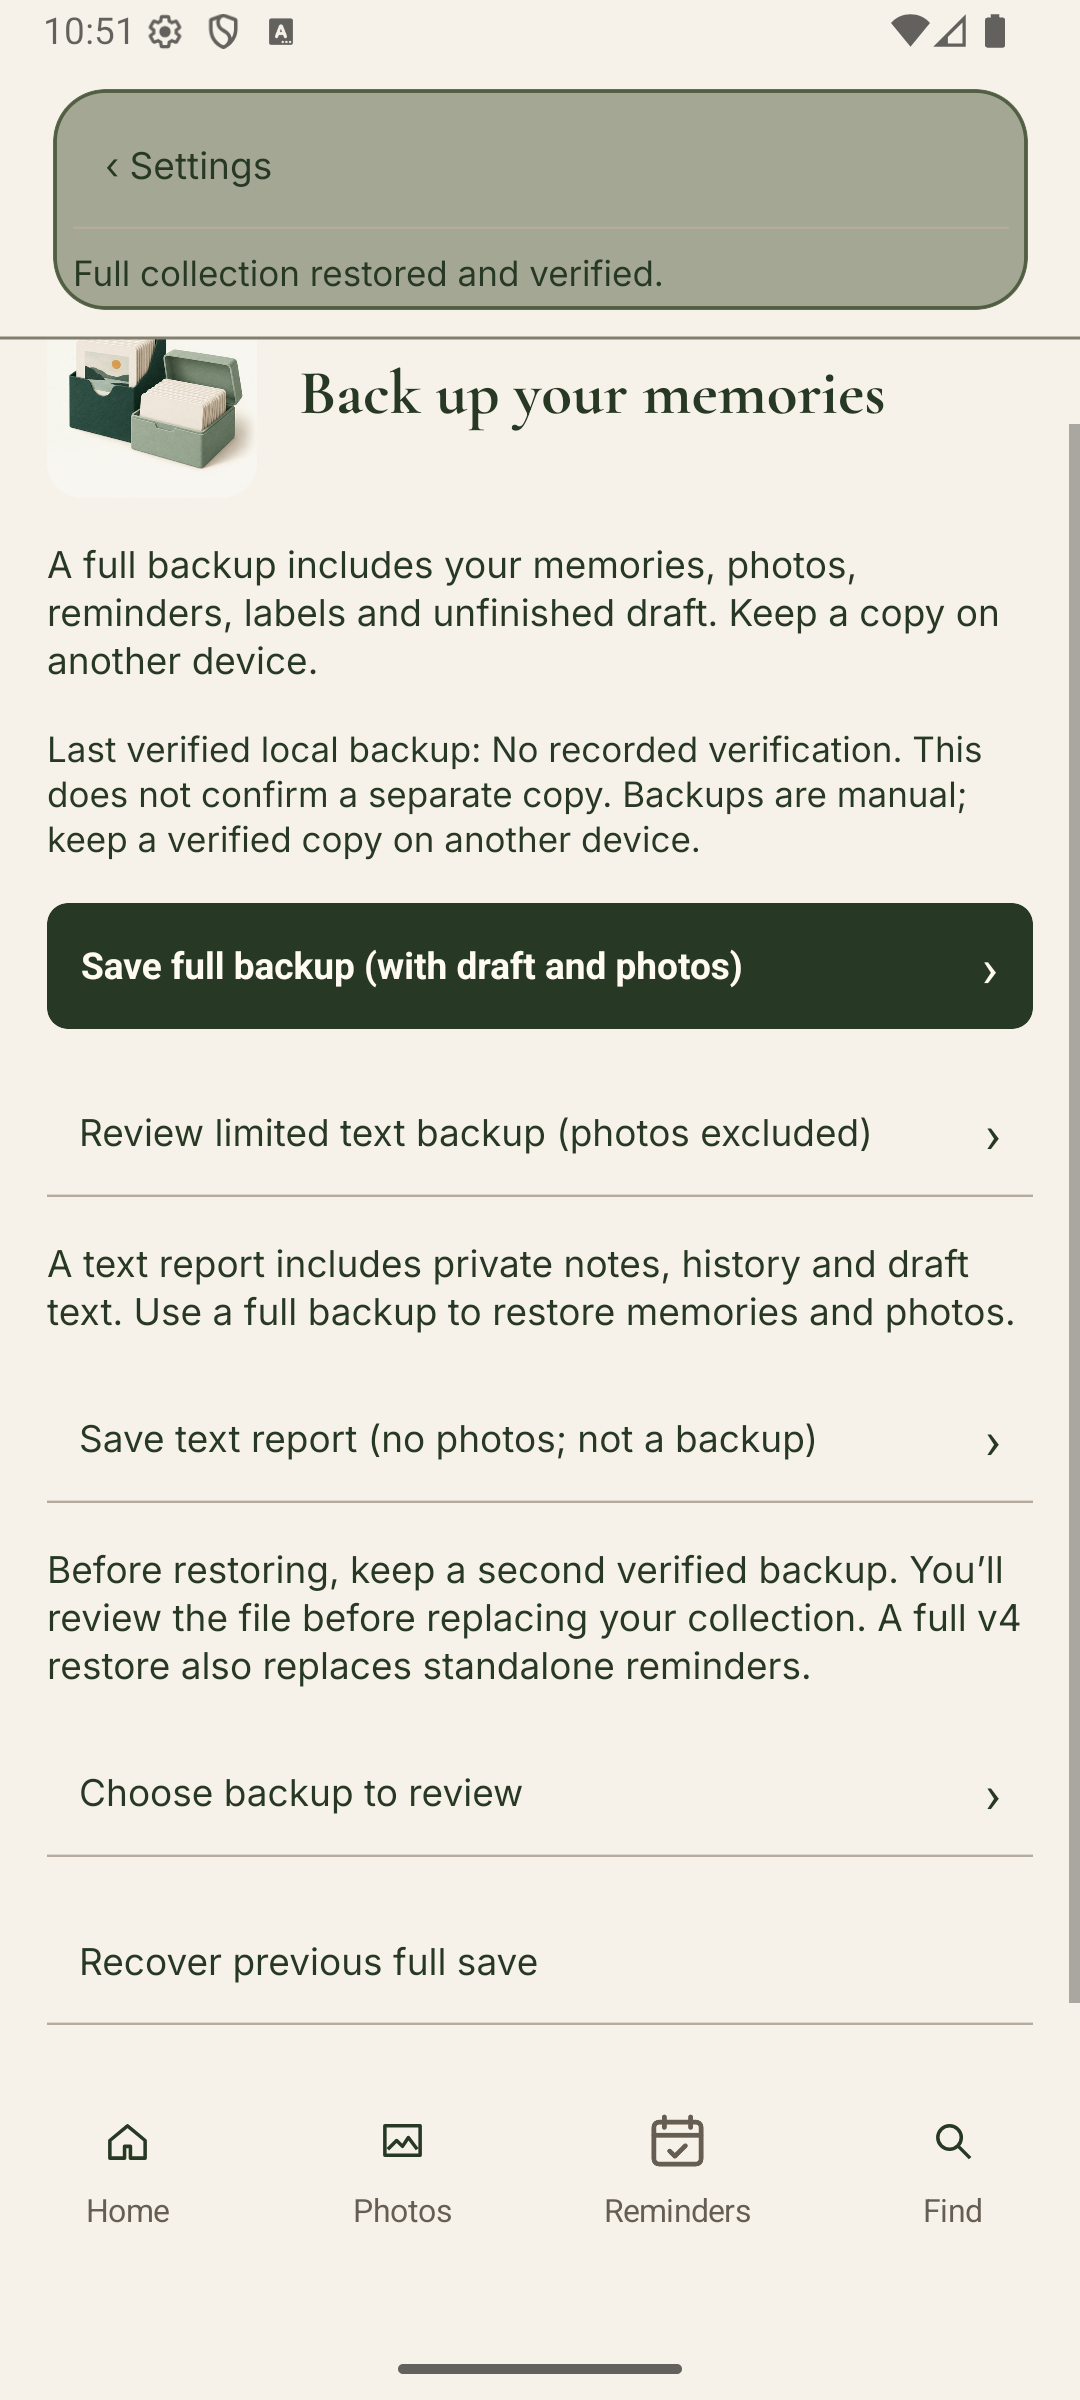 10:51
‹ Settings
Full collection restored and verified.
Back up your memories
A full backup includes your memories, photos,
reminders, labels and unfinished draft. Keep a copy on
another device.
Last verified local backup: No recorded verification. This
does not confirm a separate copy. Backups are manual;
keep a verified copy on another device.
Save full backup (with draft and photos) ›
Review limited text backup (photos excluded) ›
A text report includes private notes, history and draft
text. Use a full backup to restore memories and photos.
Save text report (no photos; not a backup) ›
Before restoring, keep a second verified backup. You’ll
review the file before replacing your collection. A full v4
restore also replaces standalone reminders.
Choose backup to review ›
Recover previous full save
Home Photos Reminders Find